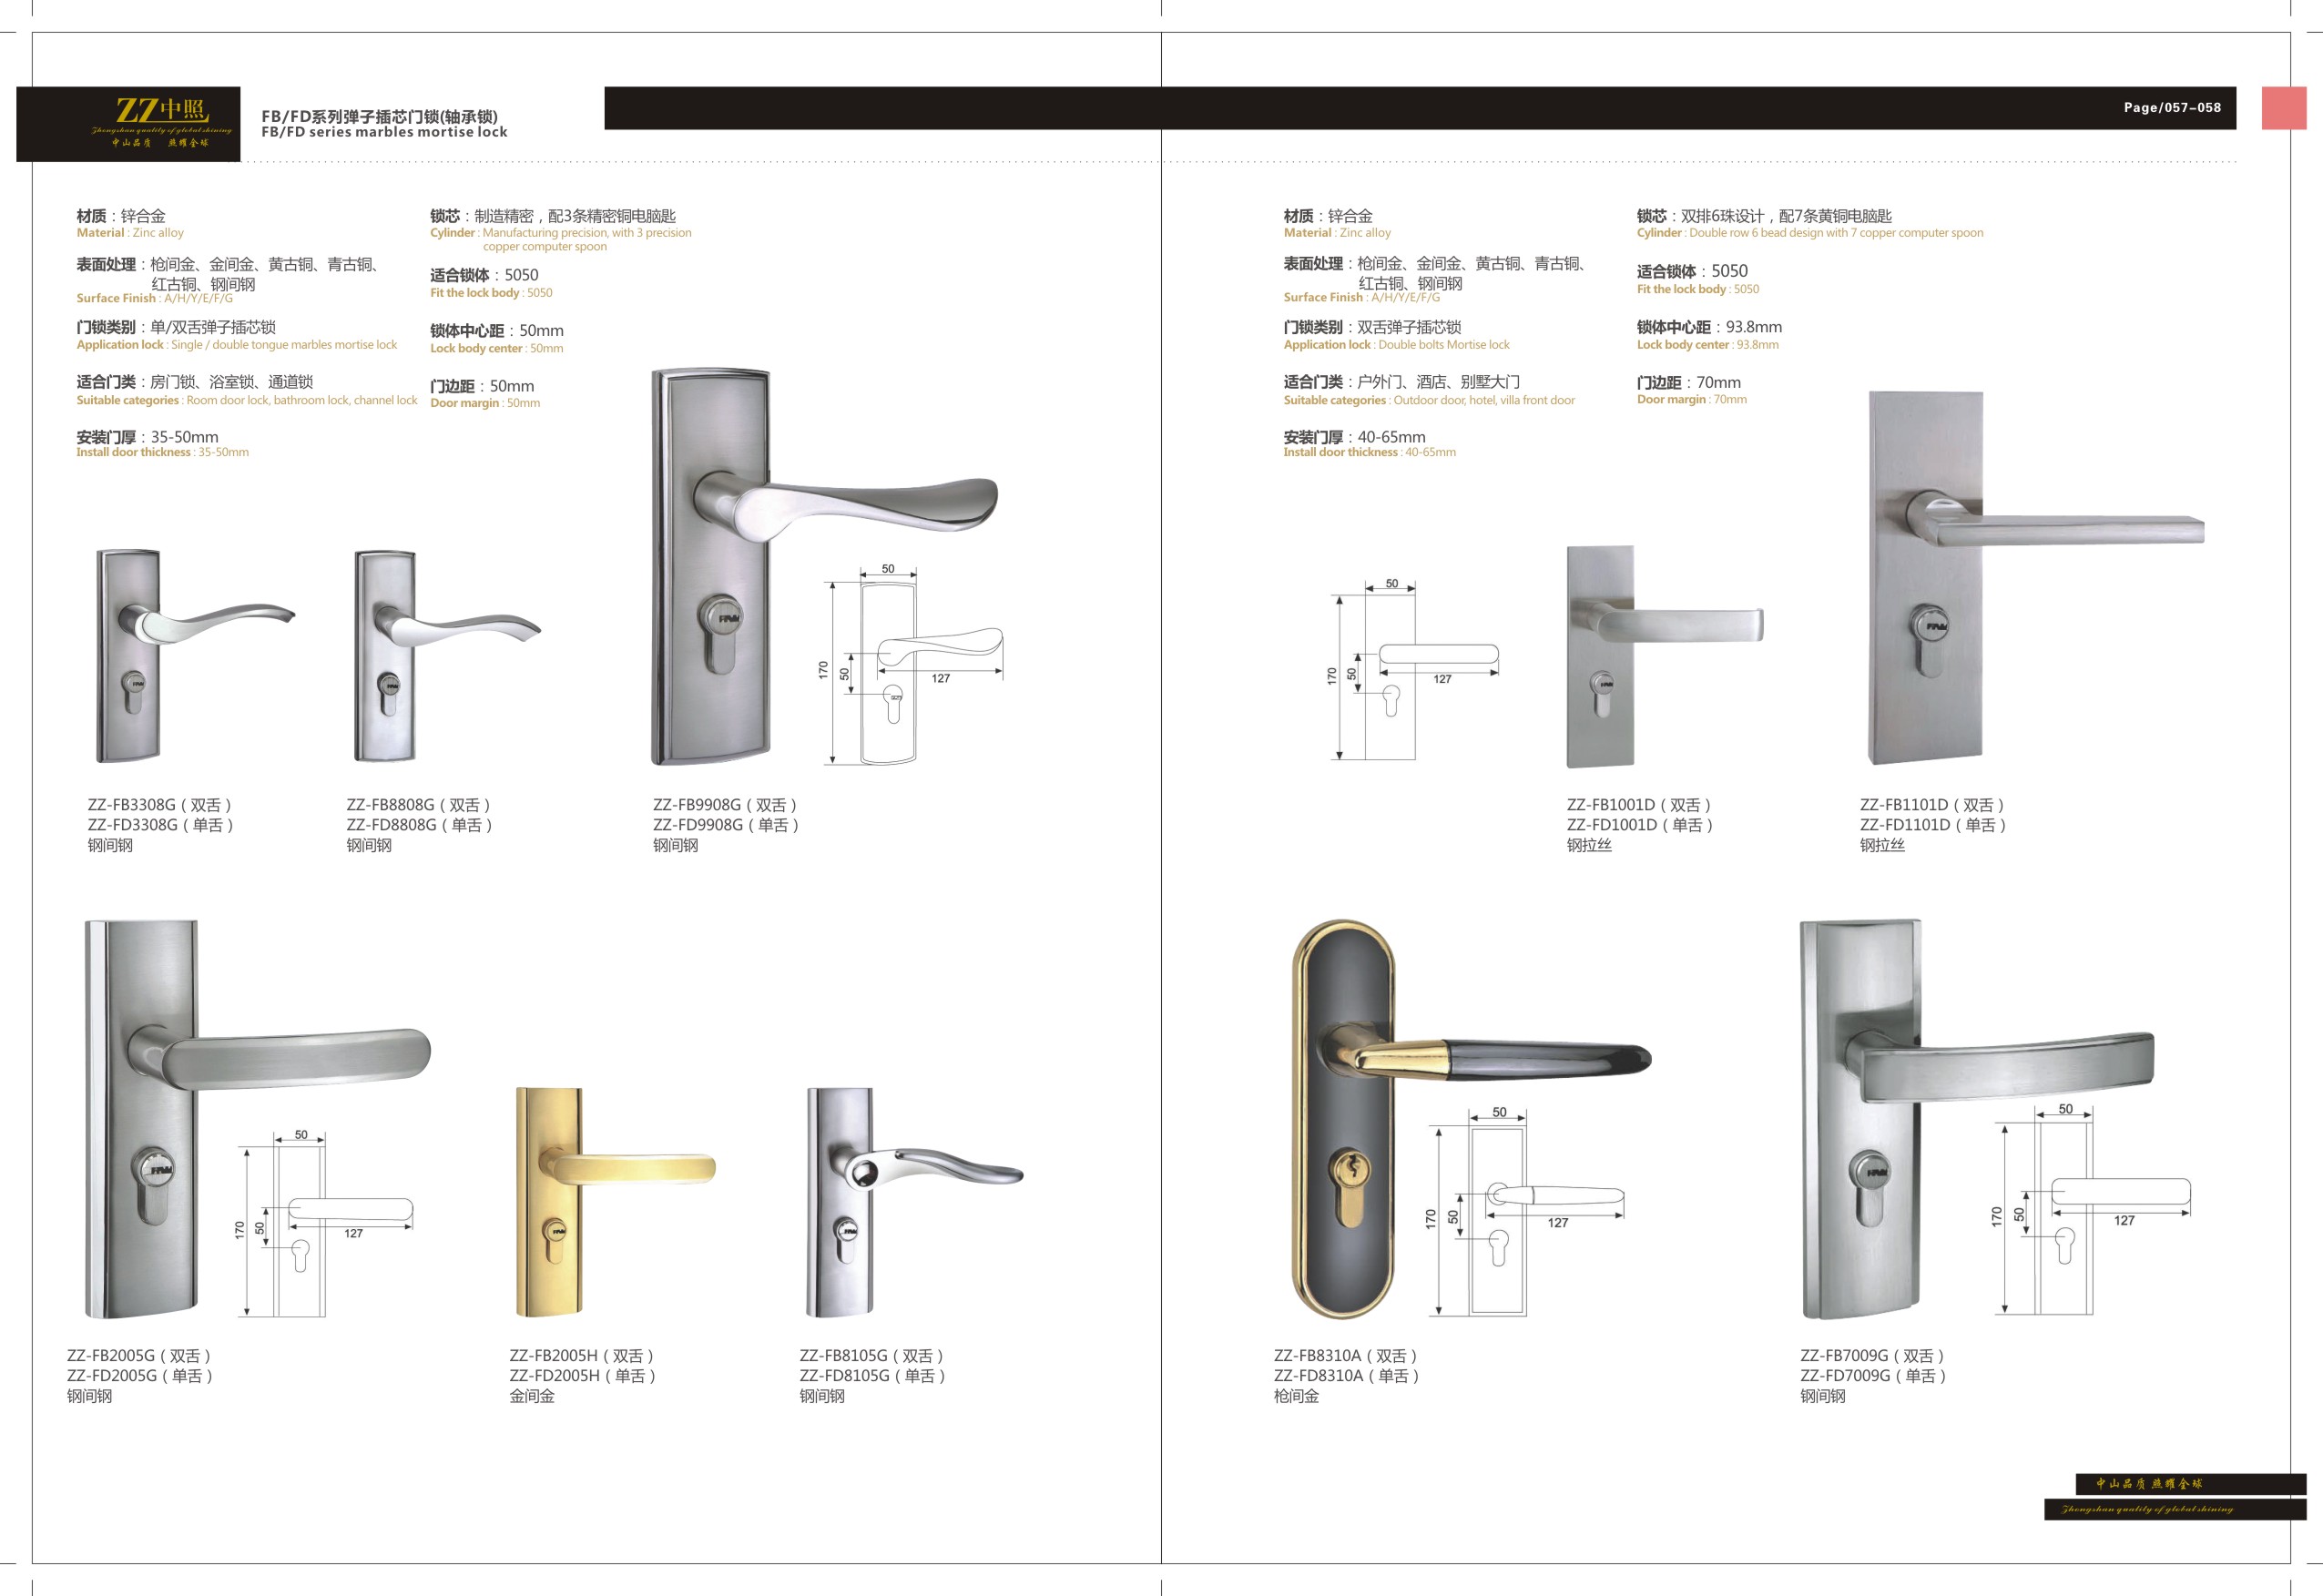 ZZ中照
Zhongshan quality of global shining
中山品质 照耀全球
FB/FD系列弹子插芯门锁(轴承锁)
FB/FD series marbles mortise lock
Page/057-058
材质：锌合金
Material : Zinc alloy
表面处理：枪间金、金间金、黄古铜、青古铜、
红古铜、钢间钢
Surface Finish : A/H/Y/E/F/G
门锁类别：单/双舌弹子插芯锁
Application lock : Single / double tongue marbles mortise lock
适合门类：房门锁、浴室锁、通道锁
Suitable categories : Room door lock, bathroom lock, channel lock
安装门厚：35-50mm
Install door thickness : 35-50mm
锁芯：制造精密，配3条精密铜电脑匙
Cylinder : Manufacturing precision, with 3 precision
copper computer spoon
适合锁体：5050
Fit the lock body : 5050
锁体中心距：50mm
Lock body center : 50mm
门边距：50mm
Door margin : 50mm
材质：锌合金
Material : Zinc alloy
表面处理：枪间金、金间金、黄古铜、青古铜、
红古铜、钢间钢
Surface Finish : A/H/Y/E/F/G
门锁类别：双舌弹子插芯锁
Application lock : Double bolts Mortise lock
适合门类：户外门、酒店、别墅大门
Suitable categories : Outdoor door, hotel, villa front door
安装门厚：40-65mm
Install door thickness : 40-65mm
锁芯：双排6珠设计，配7条黄铜电脑匙
Cylinder : Double row 6 bead design with 7 copper computer spoon
适合锁体：5050
Fit the lock body : 5050
锁体中心距：93.8mm
Lock body center : 93.8mm
门边距：70mm
Door margin : 70mm
50
170
50
127
50
170
50
127
ZZ-FB3308G（双舌）
ZZ-FD3308G（单舌）
钢间钢
ZZ-FB8808G（双舌）
ZZ-FD8808G（单舌）
钢间钢
ZZ-FB9908G（双舌）
ZZ-FD9908G（单舌）
钢间钢
ZZ-FB1001D（双舌）
ZZ-FD1001D（单舌）
钢拉丝
ZZ-FB1101D（双舌）
ZZ-FD1101D（单舌）
钢拉丝
50
170
50
127
50
170
50
127
50
170
50
127
ZZ-FB2005G（双舌）
ZZ-FD2005G（单舌）
钢间钢
ZZ-FB2005H（双舌）
ZZ-FD2005H（单舌）
金间金
ZZ-FB8105G（双舌）
ZZ-FD8105G（单舌）
钢间钢
ZZ-FB8310A（双舌）
ZZ-FD8310A（单舌）
枪间金
ZZ-FB7009G（双舌）
ZZ-FD7009G（单舌）
钢间钢
中山品质 照耀全球
Zhongshan quality of global shining